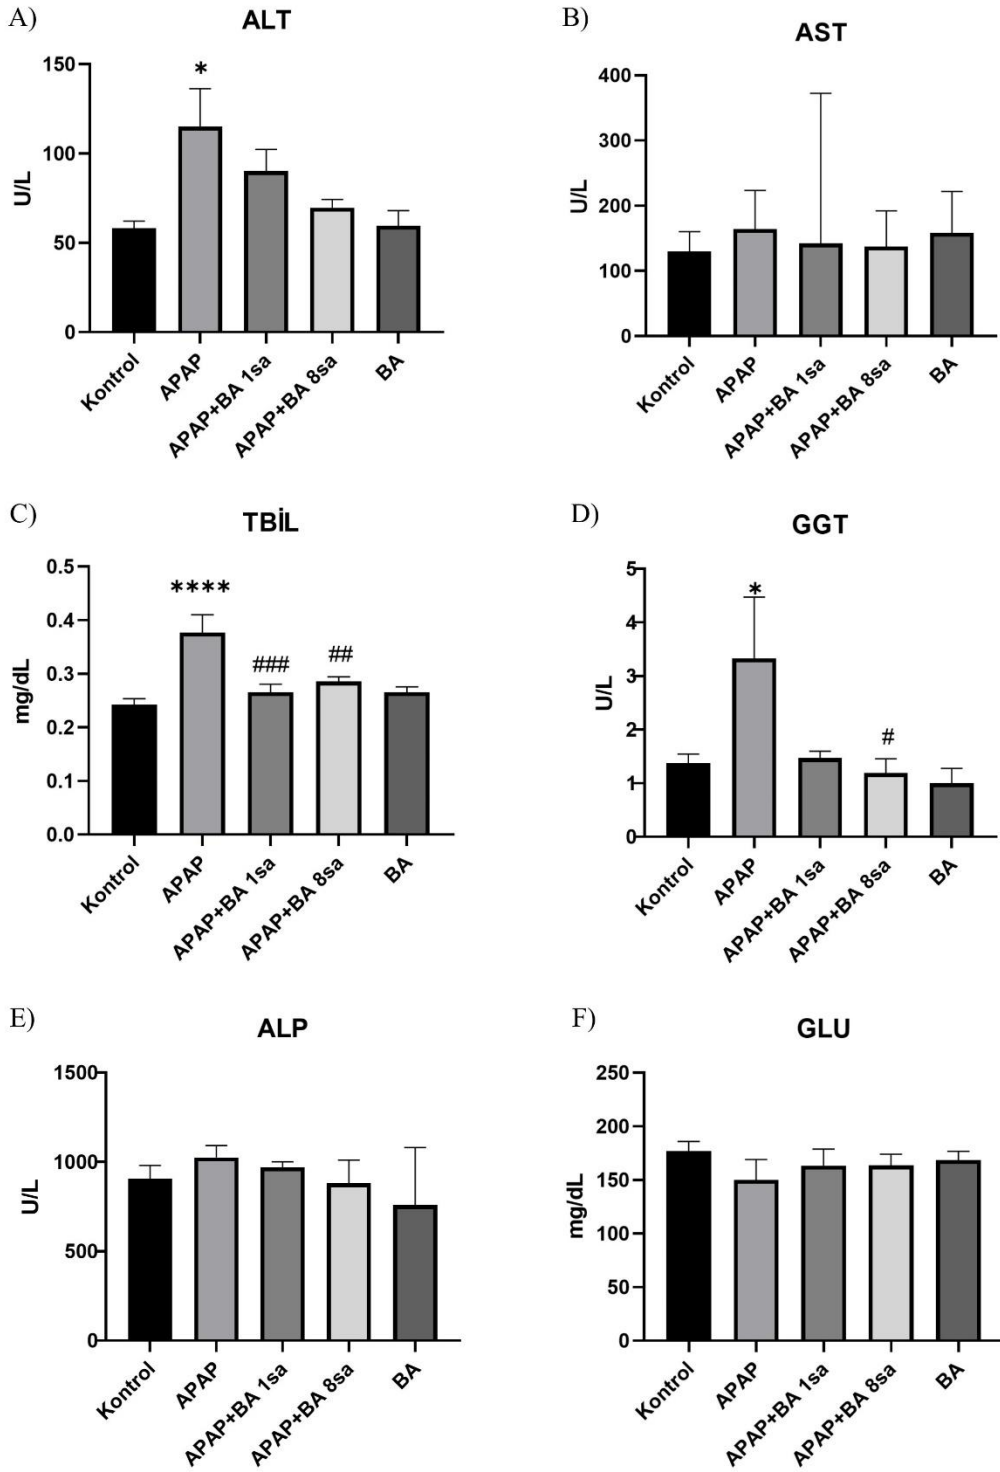 A)
ALT
U/L
150
100
50
0
*
Kontrol
APAP
APAP+BA 1sa
APAP+BA 8sa
BA
B)
AST
U/L
400
300
200
100
0
Kontrol
APAP
APAP+BA 1sa
APAP+BA 8sa
BA
C)
TBİL
mg/dL
0.5
0.4
0.3
0.2
0.1
0.0
****
###
##
Kontrol
APAP
APAP+BA 1sa
APAP+BA 8sa
BA
D)
GGT
U/L
5
4
3
2
1
0
*
#
Kontrol
APAP
APAP+BA 1sa
APAP+BA 8sa
BA
E)
ALP
U/L
1500
1000
500
0
Kontrol
APAP
APAP+BA 1sa
APAP+BA 8sa
BA
F)
GLU
mg/dL
250
200
150
100
50
0
Kontrol
APAP
APAP+BA 1sa
APAP+BA 8sa
BA